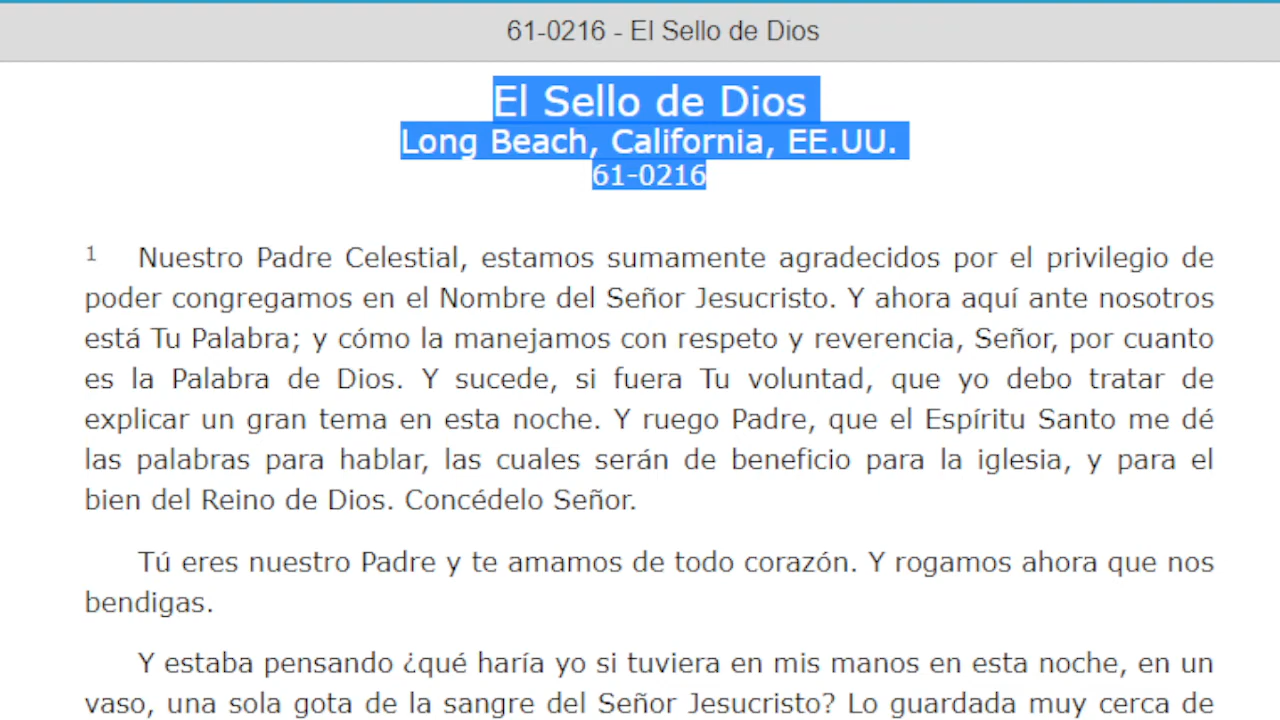 61-0216 - El Sello de Dios
El Sello de Dios
Long Beach, California, EE.UU.
61-0216
1 Nuestro Padre Celestial, estamos sumamente agradecidos por el privilegio de
poder congregamos en el Nombre del Señor Jesucristo. Y ahora aquí ante nosotros
está Tu Palabra; y cómo la manejamos con respeto y reverencia, Señor, por cuanto
es la Palabra de Dios. Y sucede, si fuera Tu voluntad, que yo debo tratar de
explicar un gran tema en esta noche. Y ruego Padre, que el Espíritu Santo me dé
las palabras para hablar, las cuales serán de beneficio para la iglesia, y para el
bien del Reino de Dios. Concédelo Señor.
Tú eres nuestro Padre y te amamos de todo corazón. Y rogamos ahora que nos
bendigas.
Y estaba pensando ¿qué haría yo si tuviera en mis manos en esta noche, en un
vaso, una sola gota de la sangre del Señor Jesucristo? Lo guardada muy cerca de